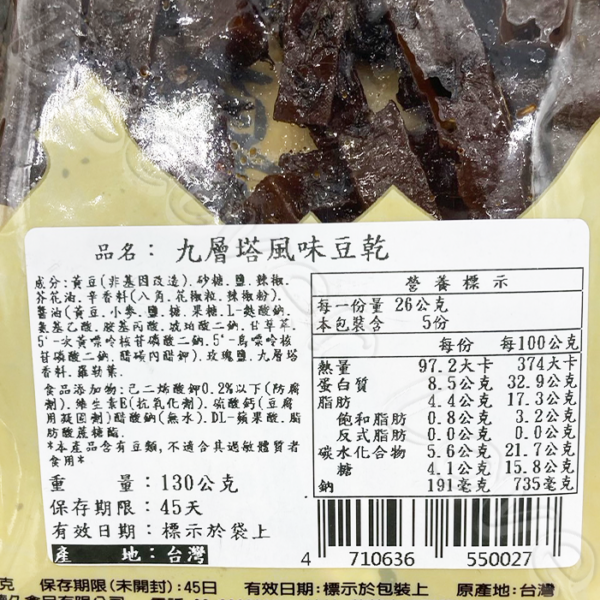 品名：九層塔風味豆乾
成分:黃豆(非基因改造).砂糖.鹽.辣椒.
芥花油.辛香料(八角.花椒粒.辣椒粉).
醬油(黃豆.小麥.鹽.糖.果糖.L-麩酸鈉.
氨基乙酸.胺基丙酸.琥珀酸二鈉.甘草萃.
5'-次黃嘌呤核苷磷酸二鈉.5'-鳥嘌呤核
苷磷酸二鈉.醋磺內酯鉀).玫瑰鹽.九層塔
香料.羅勒葉.
食品添加物:己二烯酸鉀0.2%以下(防腐
劑).維生素E(抗氧化劑).硫酸鈣(豆腐
用凝固劑)醋酸鈉(無水).DL-蘋果酸.脂
肪酸蔗糖酯.
*本產品含有豆類,不適合其過敏體質者
食用*
重 量：130公克
保存期限：45天
有效日期：標示於袋上
產 地：台灣
營養標示
每一份量 26公克
本包裝含 5份
每份 每100公克
熱量 97.2大卡 374大卡
蛋白質 8.5公克 32.9公克
脂肪 4.4公克 17.3公克
飽和脂肪 0.8公克 3.2公克
反式脂肪 0.0公克 0.0公克
碳水化合物 5.6公克 21.7公克
糖 4.1公克 15.8公克
鈉 191毫克 735毫克
4 710636 550027
克 保存期限(未開封):45日 有效日期:標示於包裝上 原產地:台灣